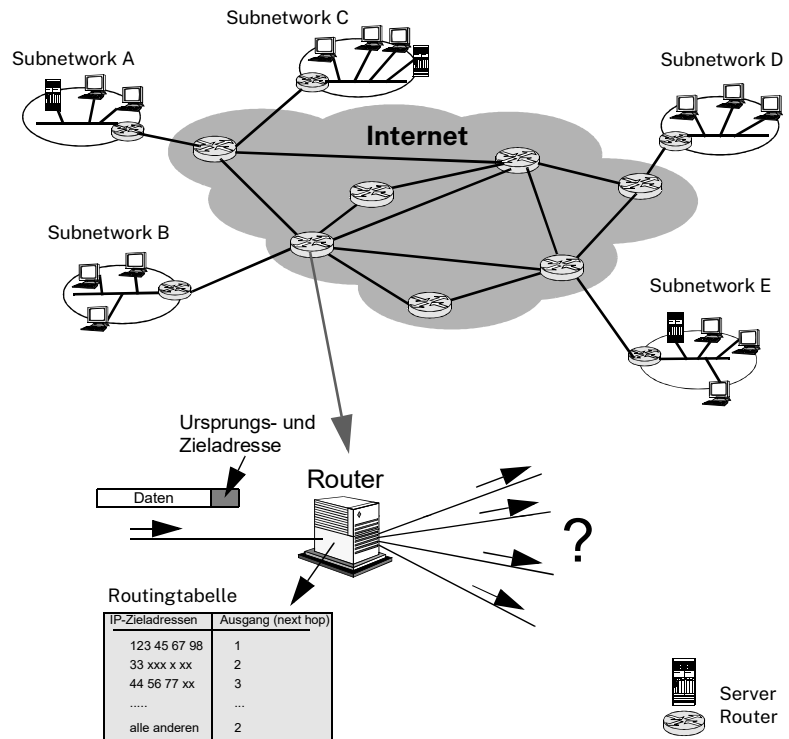 Subnetwork C
Subnetwork A
Subnetwork D
Internet
Subnetwork B
Subnetwork E
Ursprungs- und
Zieladresse
Router
Daten
?
Routingtabelle
IP-Zieladressen Ausgang (next hop)
123 45 67 98 1
33 xxx x xx 2
44 56 77 xx 3
..... ...
alle anderen 2
Server
Router